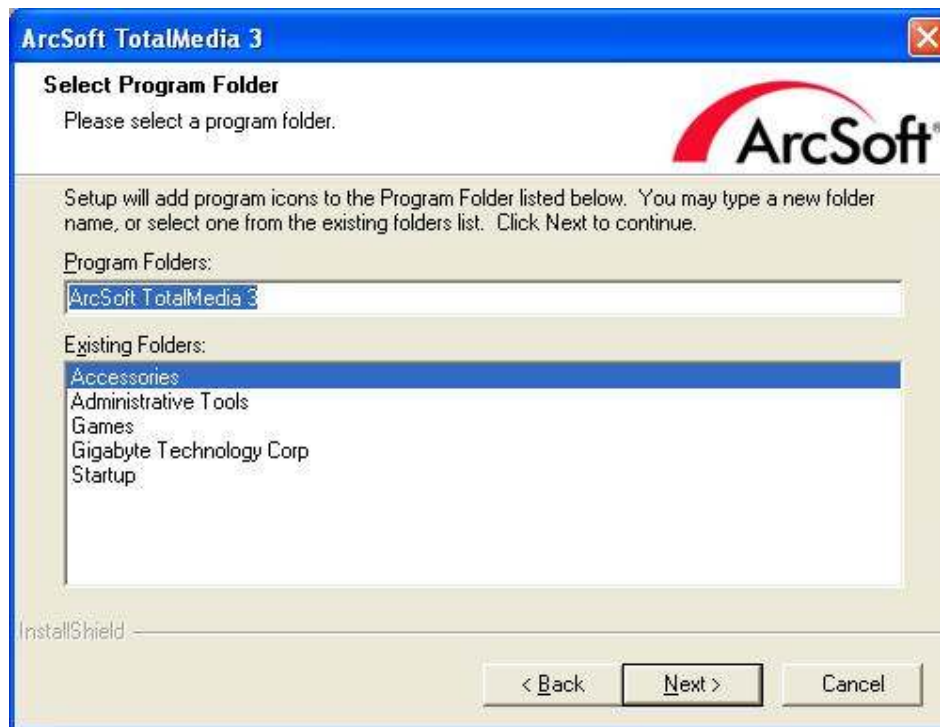 ArcSoft TotalMedia 3
Select Program Folder
Please select a program folder.
ArcSoft®
Setup will add program icons to the Program Folder listed below. You may type a new folder
name, or select one from the existing folders list. Click Next to continue.
Program Folders:
ArcSoft TotalMedia 3
Existing Folders:
Accessories
Administrative Tools
Games
Gigabyte Technology Corp
Startup
InstallShield
< Back
Next >
Cancel